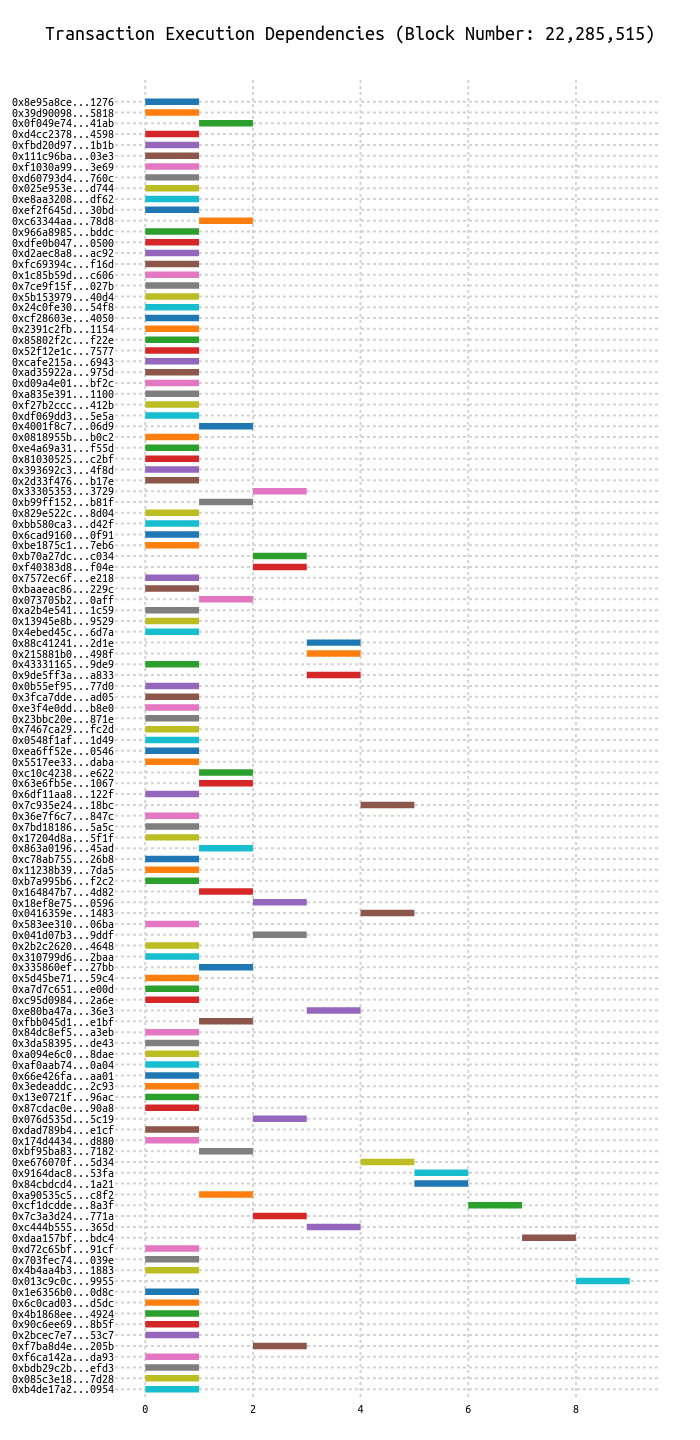 Transaction Execution Dependencies (Block Number: 22,285,515)
0x8e95a8ce...1276
0x39d90098...5818
0x0f049e74...41ab
0xd4cc2378...4598
0xfbd20d97...1b1b
0x111c96ba...03e3
0xf1030a99...3e69
0xd60793d4...760c
0x025e953e...d744
0xe8aa3208...df62
0xef2f645d...30bd
0xc63344aa...78d8
0x966a8985...bddc
0xdfe0b047...0500
0xd2aec8a8...ac92
0xfc69394c...f16d
0x1c85b59d...c606
0x7ce9f15f...027b
0x5b153979...40d4
0x24c0fe30...54f8
0xcf28603e...4050
0x2391c2fb...1154
0x85802f2c...f22e
0x52f12e1c...7577
0xcafe215a...6943
0xad35922a...975d
0xd09a4e01...bf2c
0xa835e391...1100
0xf27b2ccc...412b
0xdf069dd3...5e5a
0x4001f8c7...06d9
0x0818955b...b0c2
0xe4a69a31...f55d
0x81030525...c2bf
0x393692c3...4f8d
0x2d33f476...b17e
0x33305353...3729
0xb99ff152...b81f
0x829e522c...8d04
0xbb580ca3...d42f
0x6cad9160...0f91
0xbe1875c1...7eb6
0xb70a27dc...c034
0xf40383d8...f04e
0x7572ec6f...e218
0xbaaeac86...229c
0x073705b2...0aff
0xa2b4e541...1c59
0x13945e8b...9529
0x4ebed45c...6d7a
0x88c41241...2d1e
0x215881b0...498f
0x43331165...9de9
0x9de5ff3a...a833
0x0b55ef95...77d0
0x3fca7dde...ad05
0xe3f4e0dd...b8e0
0x23bbc20e...871e
0x7467ca29...fc2d
0x0548f1af...1d49
0xea6ff52e...0546
0x5517ee33...daba
0xc10c4238...e622
0x63e6fb5e...1067
0x6df11aa8...122f
0x7c935e24...18bc
0x36e7f6c7...847c
0x7bd18186...5a5c
0x17204d8a...5f1f
0x863a0196...45ad
0xc78ab755...26b8
0x11238b39...7da5
0xb7a995b6...f2c2
0x164847b7...4d82
0x18ef8e75...0596
0x0416359e...1483
0x583ee310...06ba
0x041d07b3...9ddf
0x2b2c2620...4648
0x310799d6...2baa
0x335860ef...27bb
0x5d45be71...59c4
0xa7d7c651...e00d
0xc95d0984...2a6e
0xe80ba47a...36e3
0xfbb045d1...e1bf
0x84dc8ef5...a3eb
0x3da58395...de43
0xa094e6c0...8dae
0xaf0aab74...0a04
0x66e426fa...aa01
0x3edeaddc...2c93
0x13e0721f...96ac
0x87cdac0e...90a8
0x076d535d...5c19
0xdad789b4...e1cf
0x174d4434...d880
0xbf95ba83...7182
0xe676070f...5d34
0x9164dac8...53fa
0x84cbdcd4...1a21
0xa90535c5...c8f2
0xcf1dcdde...8a3f
0x7c3a3d24...771a
0xc444b555...365d
0xdaa157bf...bdc4
0xd72c65bf...91cf
0x703fec74...039e
0x4b4aa4b3...1883
0x013c9c0c...9955
0x1e6356b0...0d8c
0x6c0cad03...d5dc
0x4b1868ee...4924
0x90c6ee69...8b5f
0x2bcec7e7...53c7
0xf7ba8d4e...205b
0xf6ca142a...da93
0xbdb29c2b...efd3
0x085c3e18...7d28
0xb4de17a2...0954
0 2 4 6 8